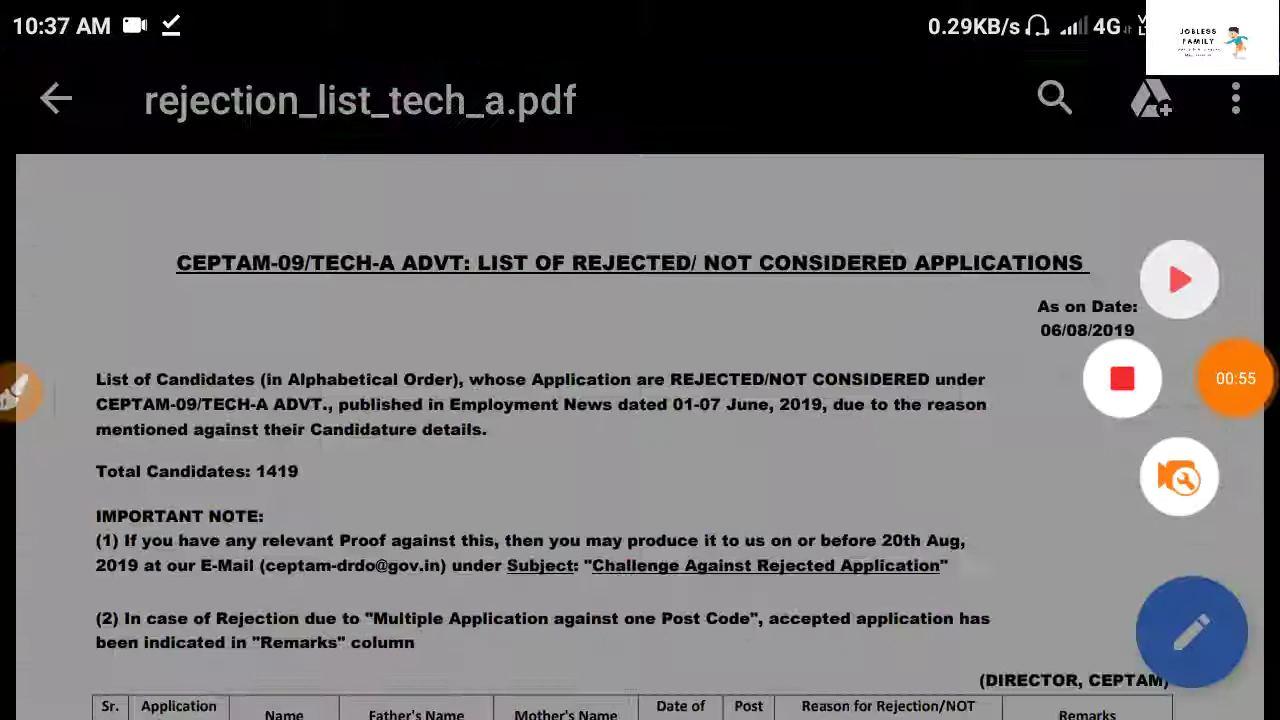 10:37 AM
0.29KB/s 4G
JOBLESS
FAMILY
rejection_list_tech_a.pdf
CEPTAM-09/TECH-A ADVT: LIST OF REJECTED/ NOT CONSIDERED APPLICATIONS
As on Date:
06/08/2019
List of Candidates (in Alphabetical Order), whose Application are REJECTED/NOT CONSIDERED under
CEPTAM-09/TECH-A ADVT., published in Employment News dated 01-07 June, 2019, due to the reason
mentioned against their Candidature details.
00:55
Total Candidates: 1419
IMPORTANT NOTE:
(1) If you have any relevant Proof against this, then you may produce it to us on or before 20th Aug,
2019 at our E-Mail (ceptam-drdo@gov.in) under Subject: "Challenge Against Rejected Application"
(2) In case of Rejection due to "Multiple Application against one Post Code", accepted application has
been indicated in "Remarks" column
(DIRECTOR, CEPTAM)
Sr. Application Name Father's Name Mother's Name Date of Post Reason for Rejection/NOT Remarks